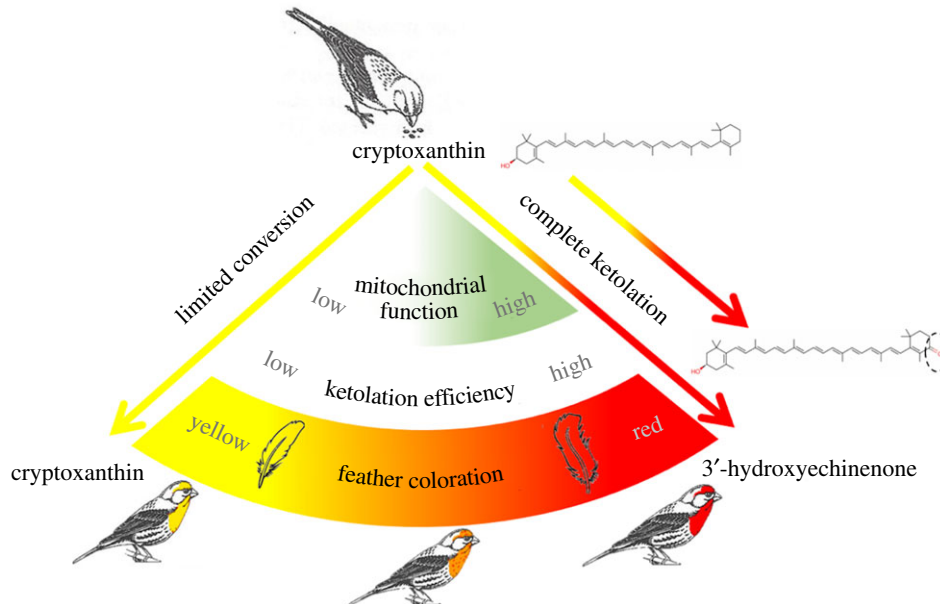 cryptoxanthin
HO
limited conversion
complete ketolation
mitochondrial
function
low
high
HO
low
high
ketolation efficiency
yellow
red
feather coloration
cryptoxanthin
3′-hydroxyechinenone